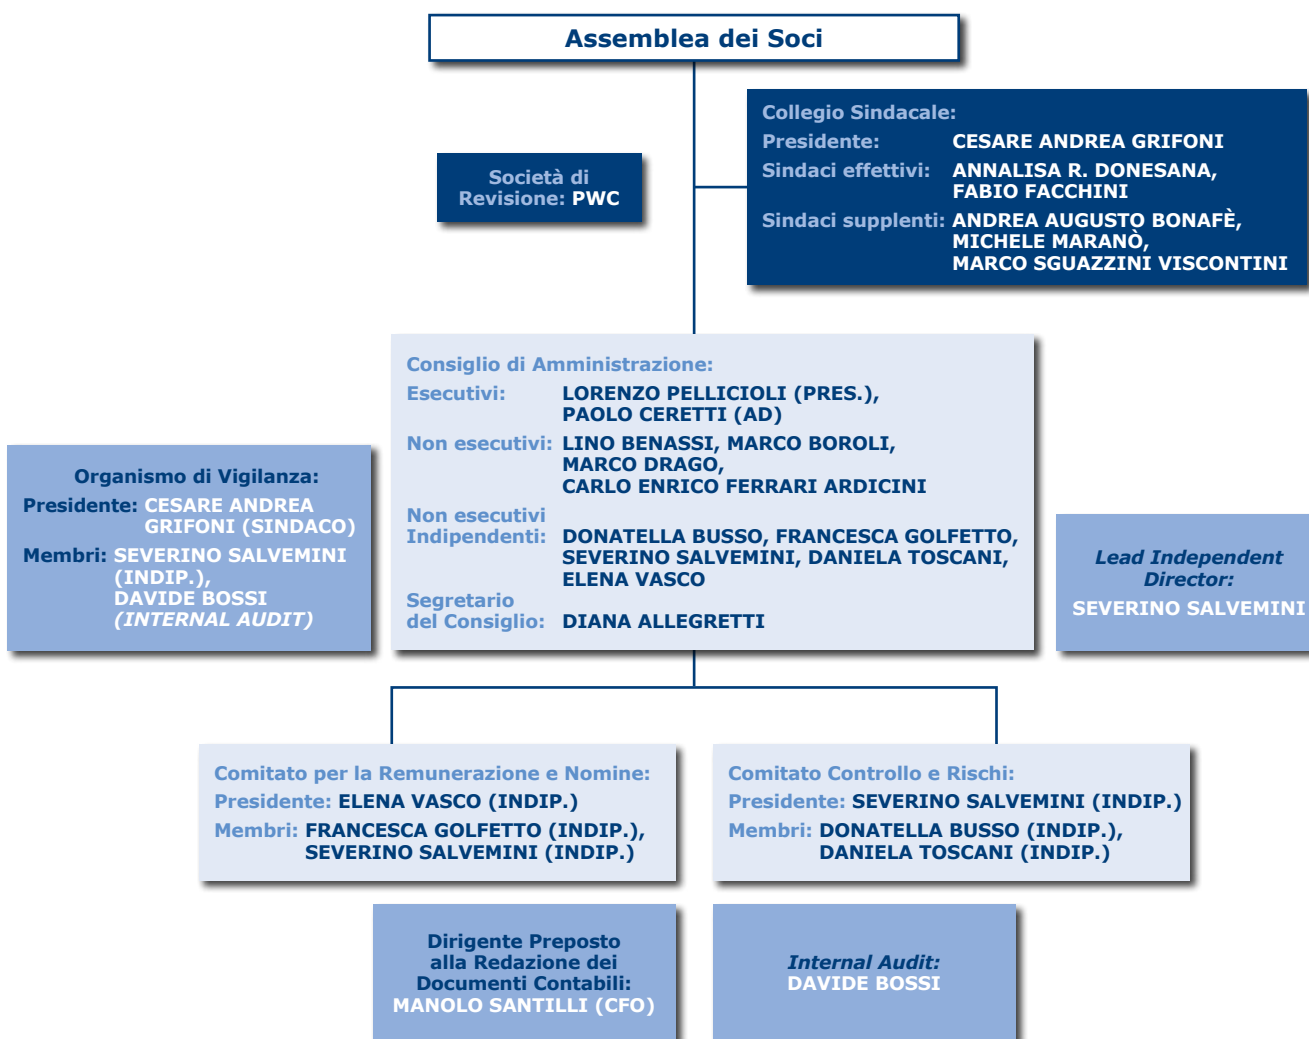 Assemblea dei Soci
Società di
Revisione: PWC
Collegio Sindacale:
Presidente: CESARE ANDREA GRIFONI
Sindaci effettivi: ANNALISA R. DONESANA,
FABIO FACCHINI
Sindaci supplenti: ANDREA AUGUSTO BONAFÈ,
MICHELE MARANÒ,
MARCO SGUAZZINI VISCONTINI
Consiglio di Amministrazione:
Esecutivi: LORENZO PELLICIOLI (PRES.),
PAOLO CERETTI (AD)
Non esecutivi: LINO BENASSI, MARCO BOROLI,
MARCO DRAGO,
CARLO ENRICO FERRARI ARDICINI
Non esecutivi
Indipendenti: DONATELLA BUSSO, FRANCESCA GOLFETTO,
SEVERINO SALVEMINI, DANIELA TOSCANI,
ELENA VASCO
Segretario
del Consiglio: DIANA ALLEGRETTI
Organismo di Vigilanza:
Presidente: CESARE ANDREA
GRIFONI (SINDACO)
Membri: SEVERINO SALVEMINI
(INDIP.),
DAVIDE BOSSI
(INTERNAL AUDIT)
Lead Independent
Director:
SEVERINO SALVEMINI
Comitato per la Remunerazione e Nomine:
Presidente: ELENA VASCO (INDIP.)
Membri: FRANCESCA GOLFETTO (INDIP.),
SEVERINO SALVEMINI (INDIP.)
Comitato Controllo e Rischi:
Presidente: SEVERINO SALVEMINI (INDIP.)
Membri: DONATELLA BUSSO (INDIP.),
DANIELA TOSCANI (INDIP.)
Dirigente Preposto
alla Redazione dei
Documenti Contabili:
MANOLO SANTILLI (CFO)
Internal Audit:
DAVIDE BOSSI